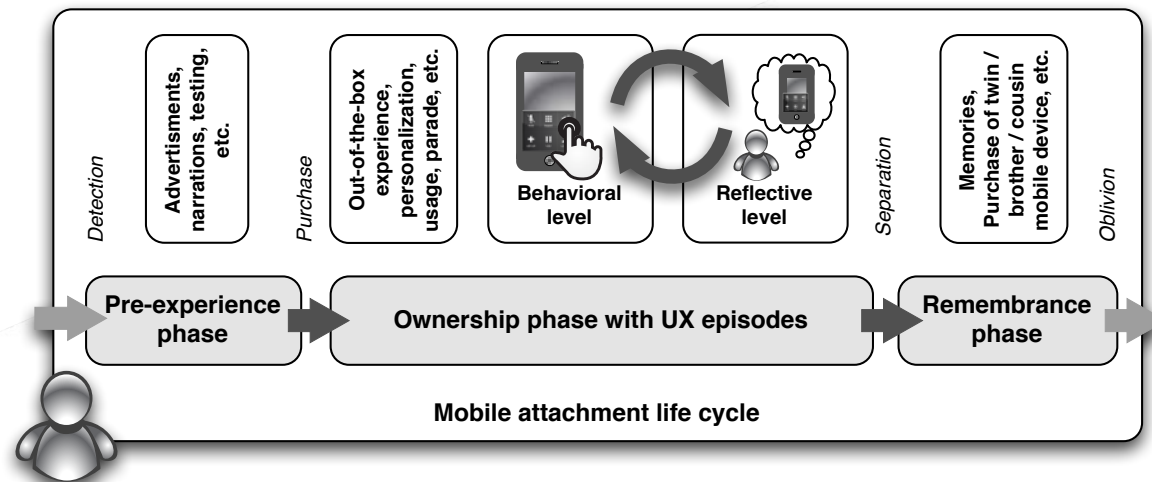 Detection
Advertisments,
narrations, testing,
etc.
Purchase
Out-of-the-box
experience,
personalization,
usage, parade, etc.
Behavioral
level
Reflective
level
Separation
Memories,
Purchase of twin /
brother / cousin
mobile device, etc.
Oblivion
Pre-experience
phase
Ownership phase with UX episodes
Remembrance
phase
Mobile attachment life cycle